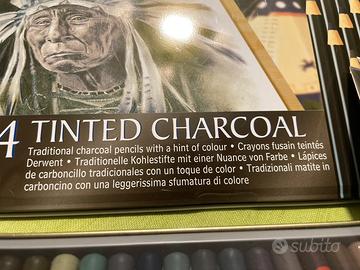 4 TINTED CHARCOAL
Traditional charcoal pencils with a hint of colour • Crayons fusain teintés
Derwent • Traditionelle Kohlestifte mit einer Nuance von Farbe • Lápices
de carboncillo tradicionales con un toque de color • Tradizionali matite in
carboncino con una leggerissima sfumatura di colore
subito